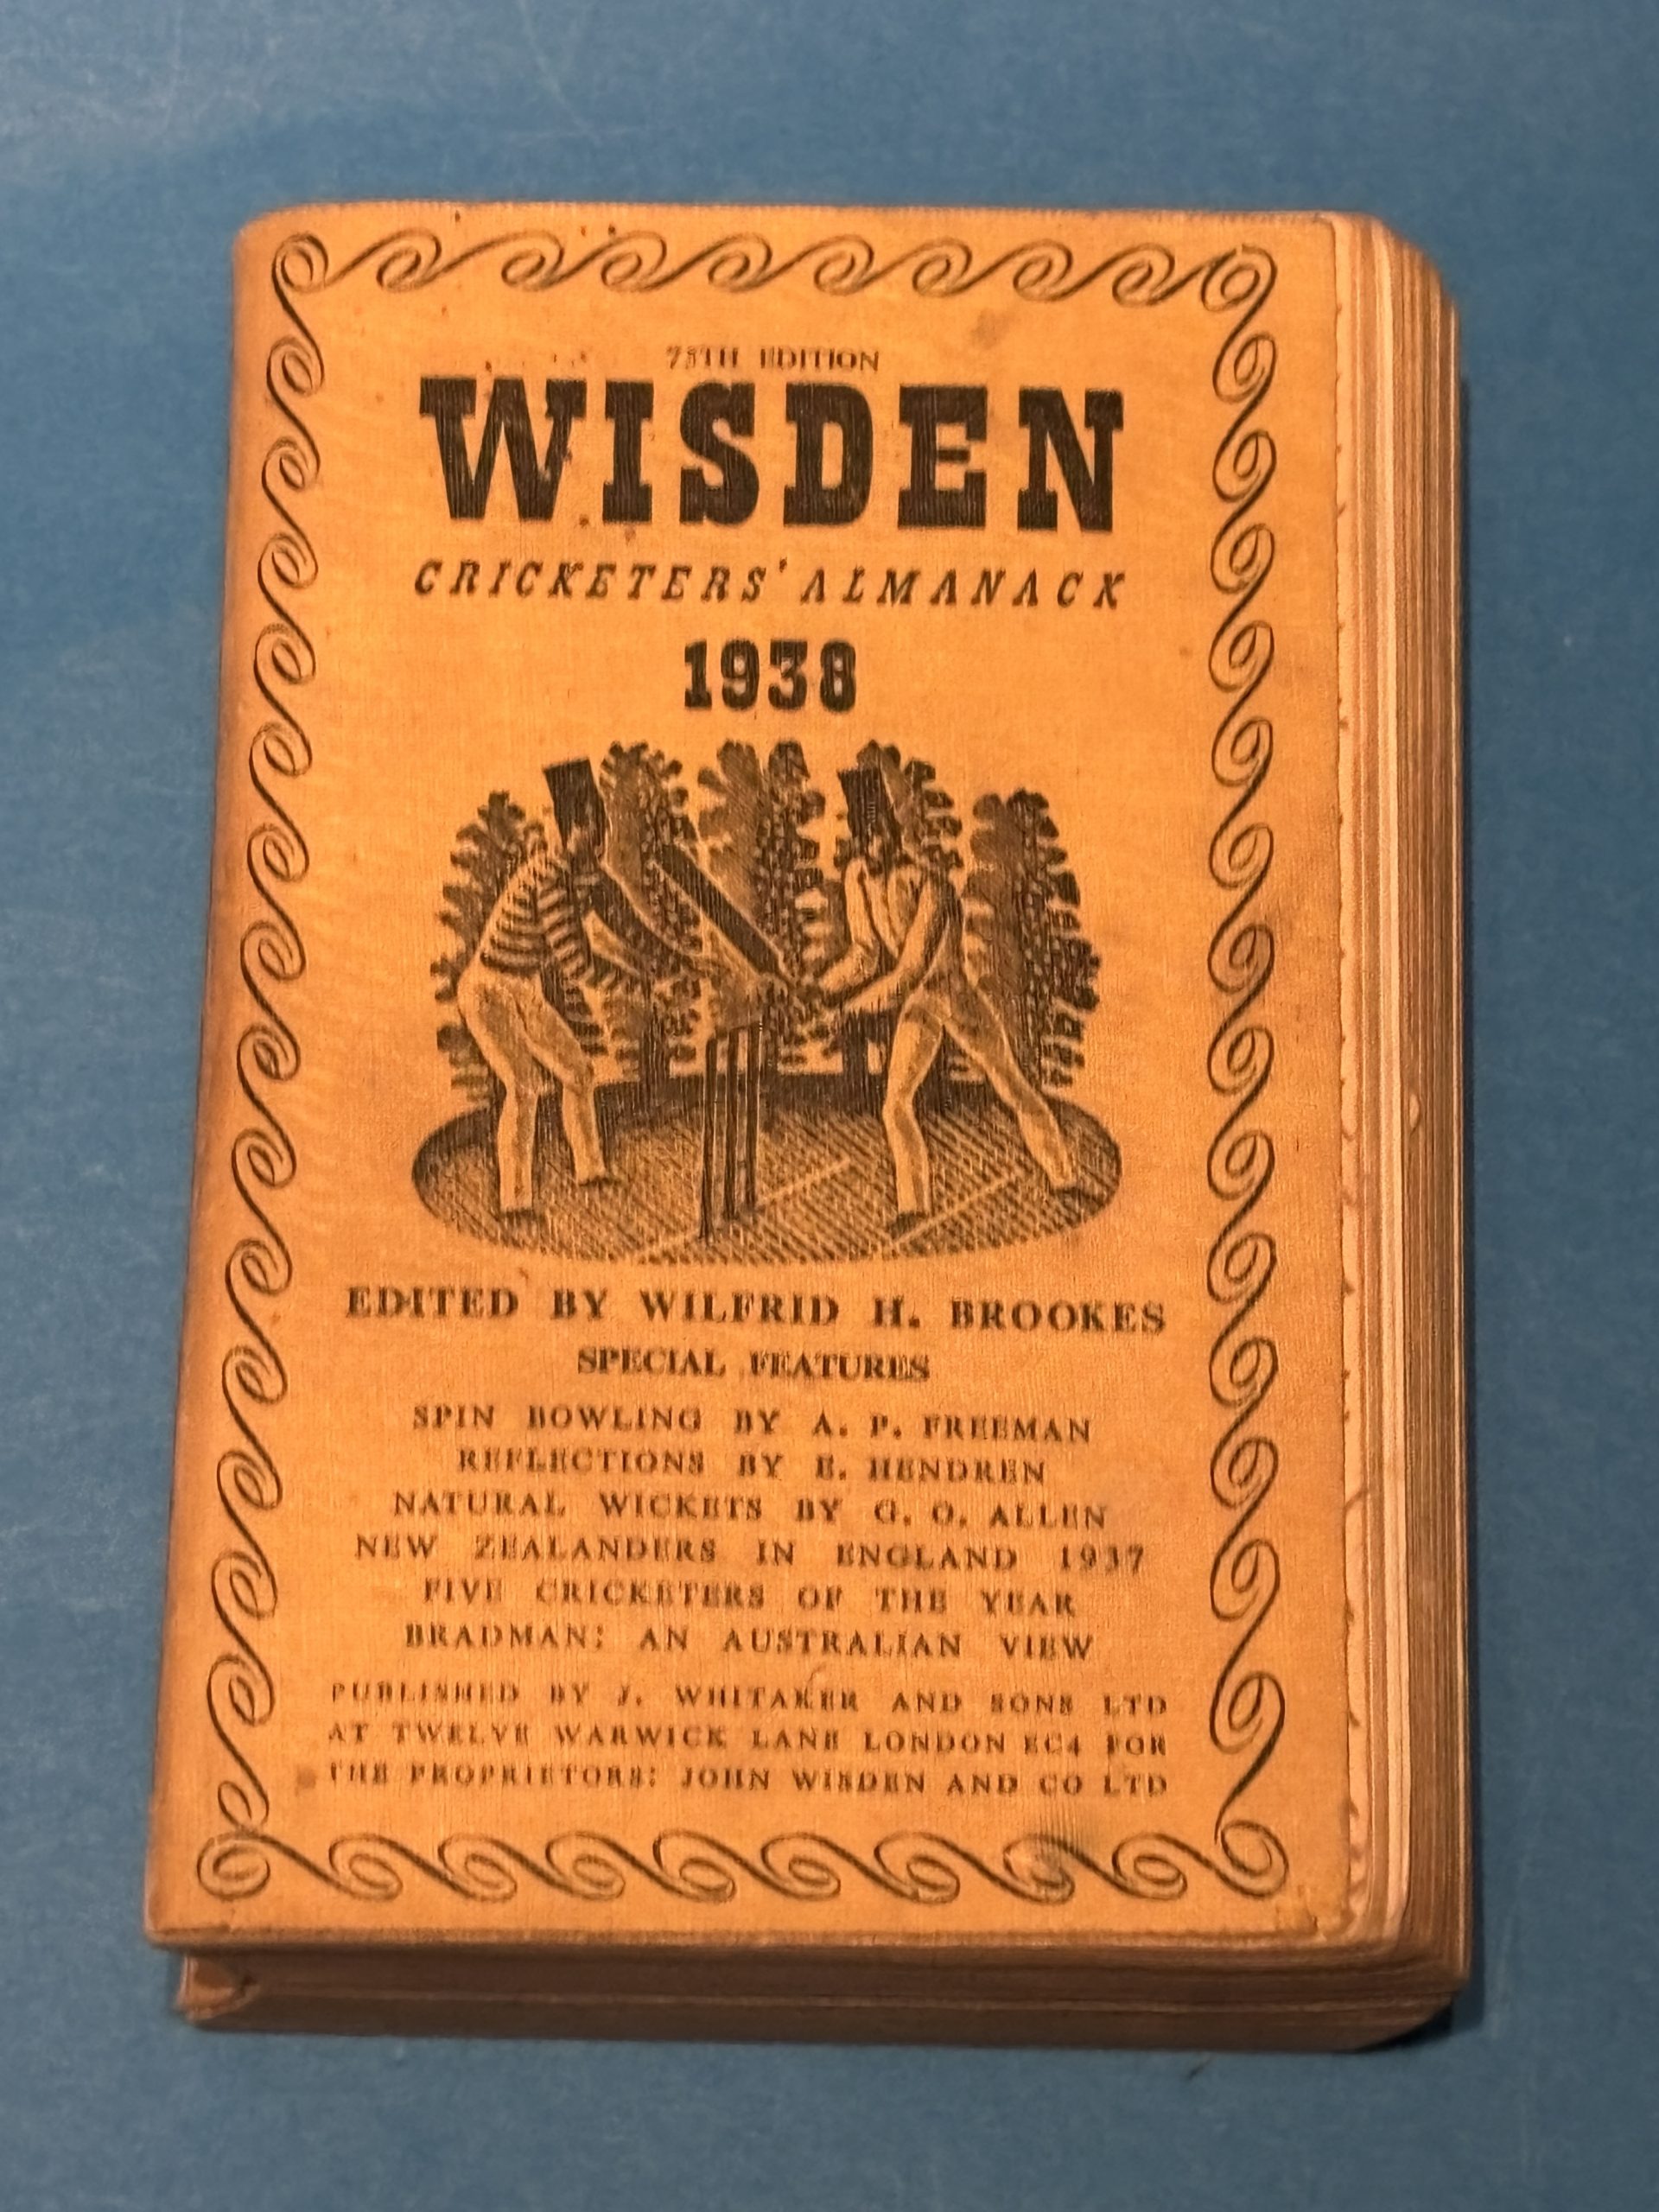 75TH EDITION
WISDEN
CRICKETERS' ALMANACK
1938
EDITED BY WILFRID H. BROOKES
SPECIAL FEATURES
SPIN BOWLING BY A. P. FREEMAN
REFLECTIONS BY E. HENDREN
NATURAL WICKETS BY G. O. ALLEN
NEW ZEALANDERS IN ENGLAND 1937
FIVE CRICKETERS OF THE YEAR
BRADMAN: AN AUSTRALIAN VIEW
PUBLISHED BY J. WHITAKER AND SONS LTD
AT TWELVE WARWICK LANE LONDON EC4 FOR
THE PROPRIETORS: JOHN WISDEN AND CO LTD